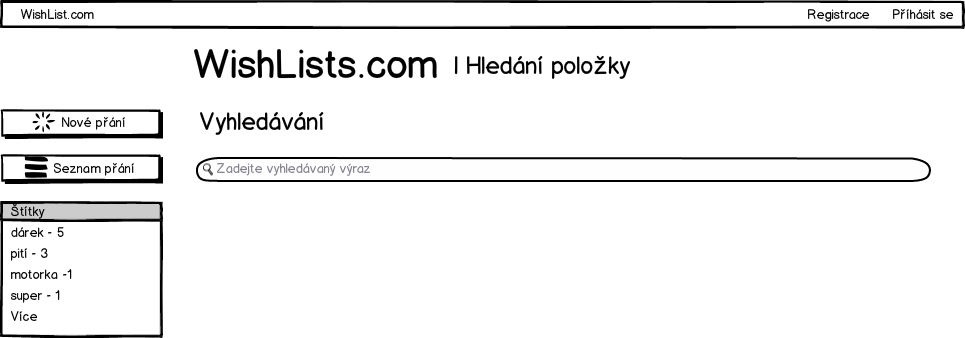 WishList.com Registrace Příhásit se
WishLists.com | Hledání položky
Nové přání
Vyhledávání
Seznam přání
Zadejte vyhledávaný výraz
Štítky
dárek - 5
pití - 3
motorka -1
super - 1
Více